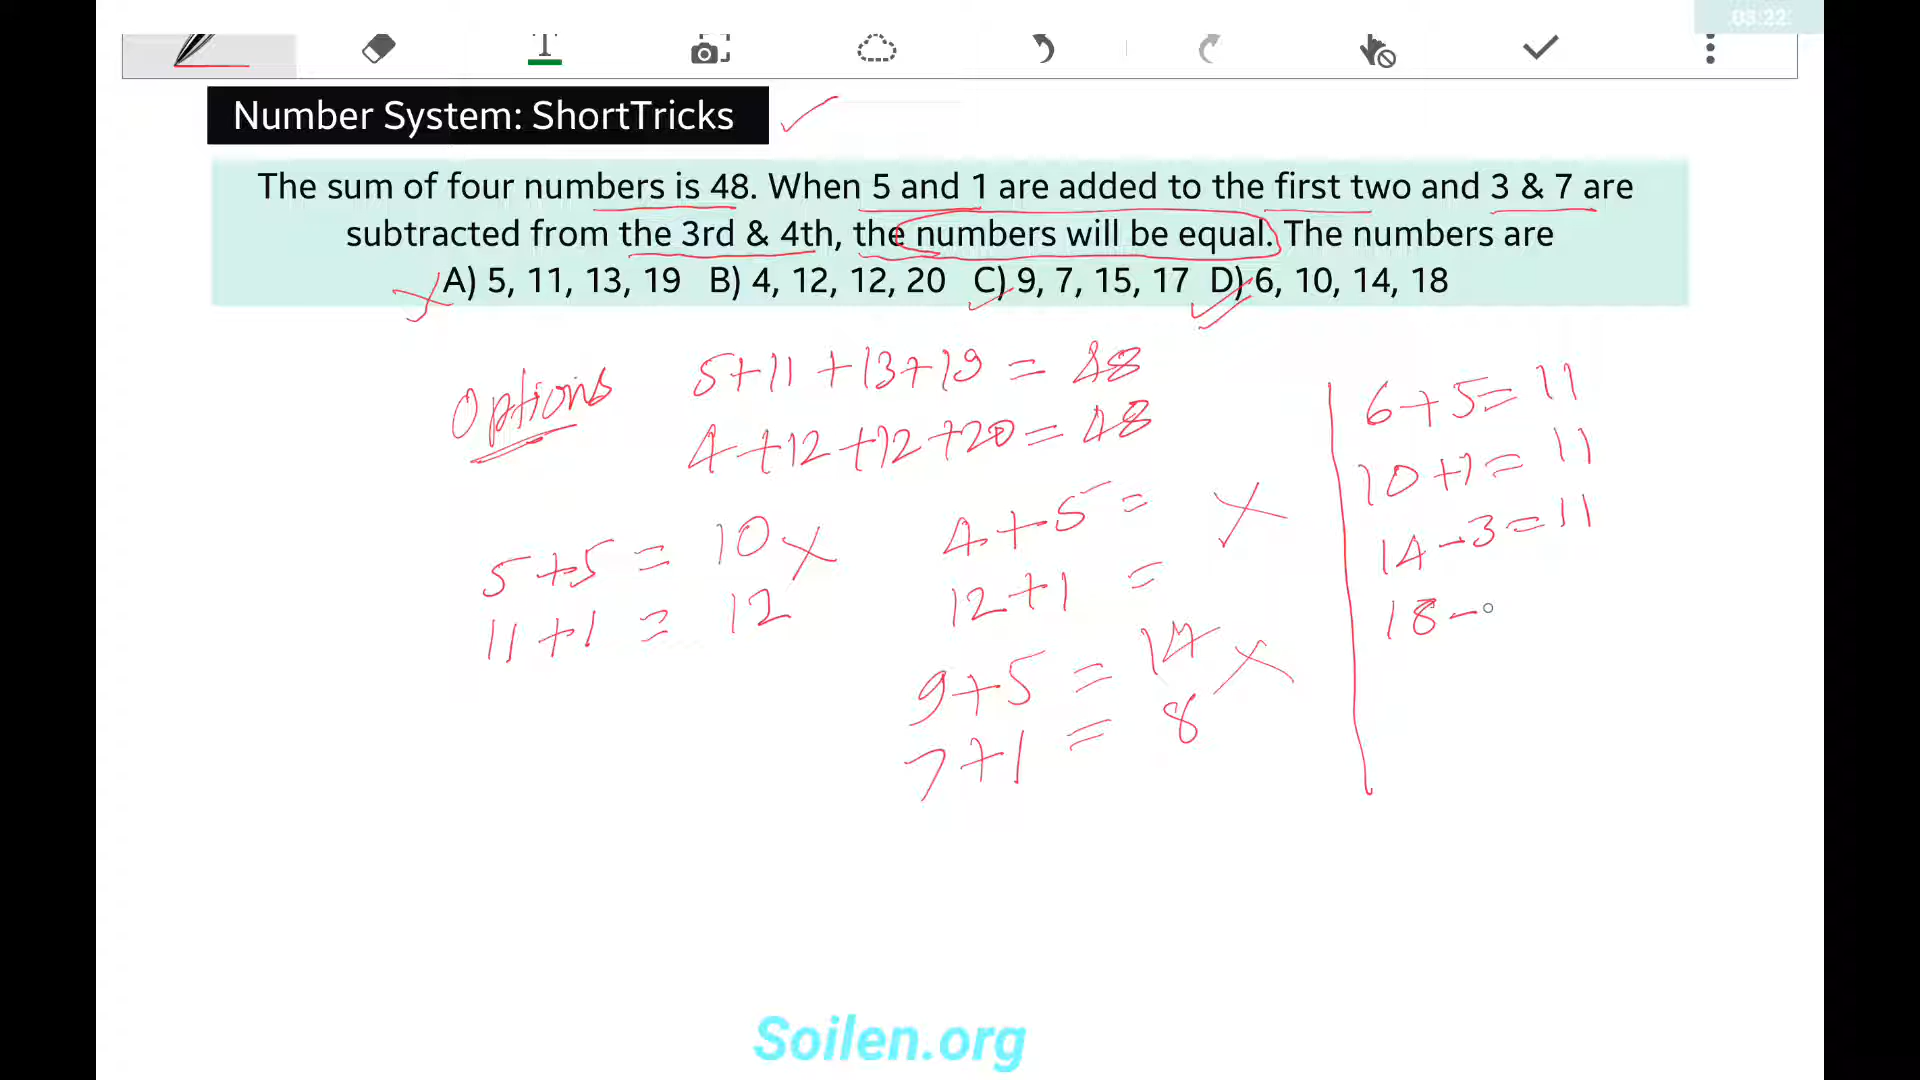 03:22
T
Number System: ShortTricks
The sum of four numbers is 48. When 5 and 1 are added to the first two and 3 & 7 are
subtracted from the 3rd & 4th, the numbers will be equal. The numbers are
A) 5, 11, 13, 19 B) 4, 12, 12, 20 C) 9, 7, 15, 17 D) 6, 10, 14, 18
Options
5+11+13+19 = 48
4+12+12+20 = 48
5+5 = 10 X
11+1 = 12
4+5 = X
12+1 =
9+5 = 14 X
7+1 = 8
6+5=11
10+1=11
14-3=11
18-
Soilen.org